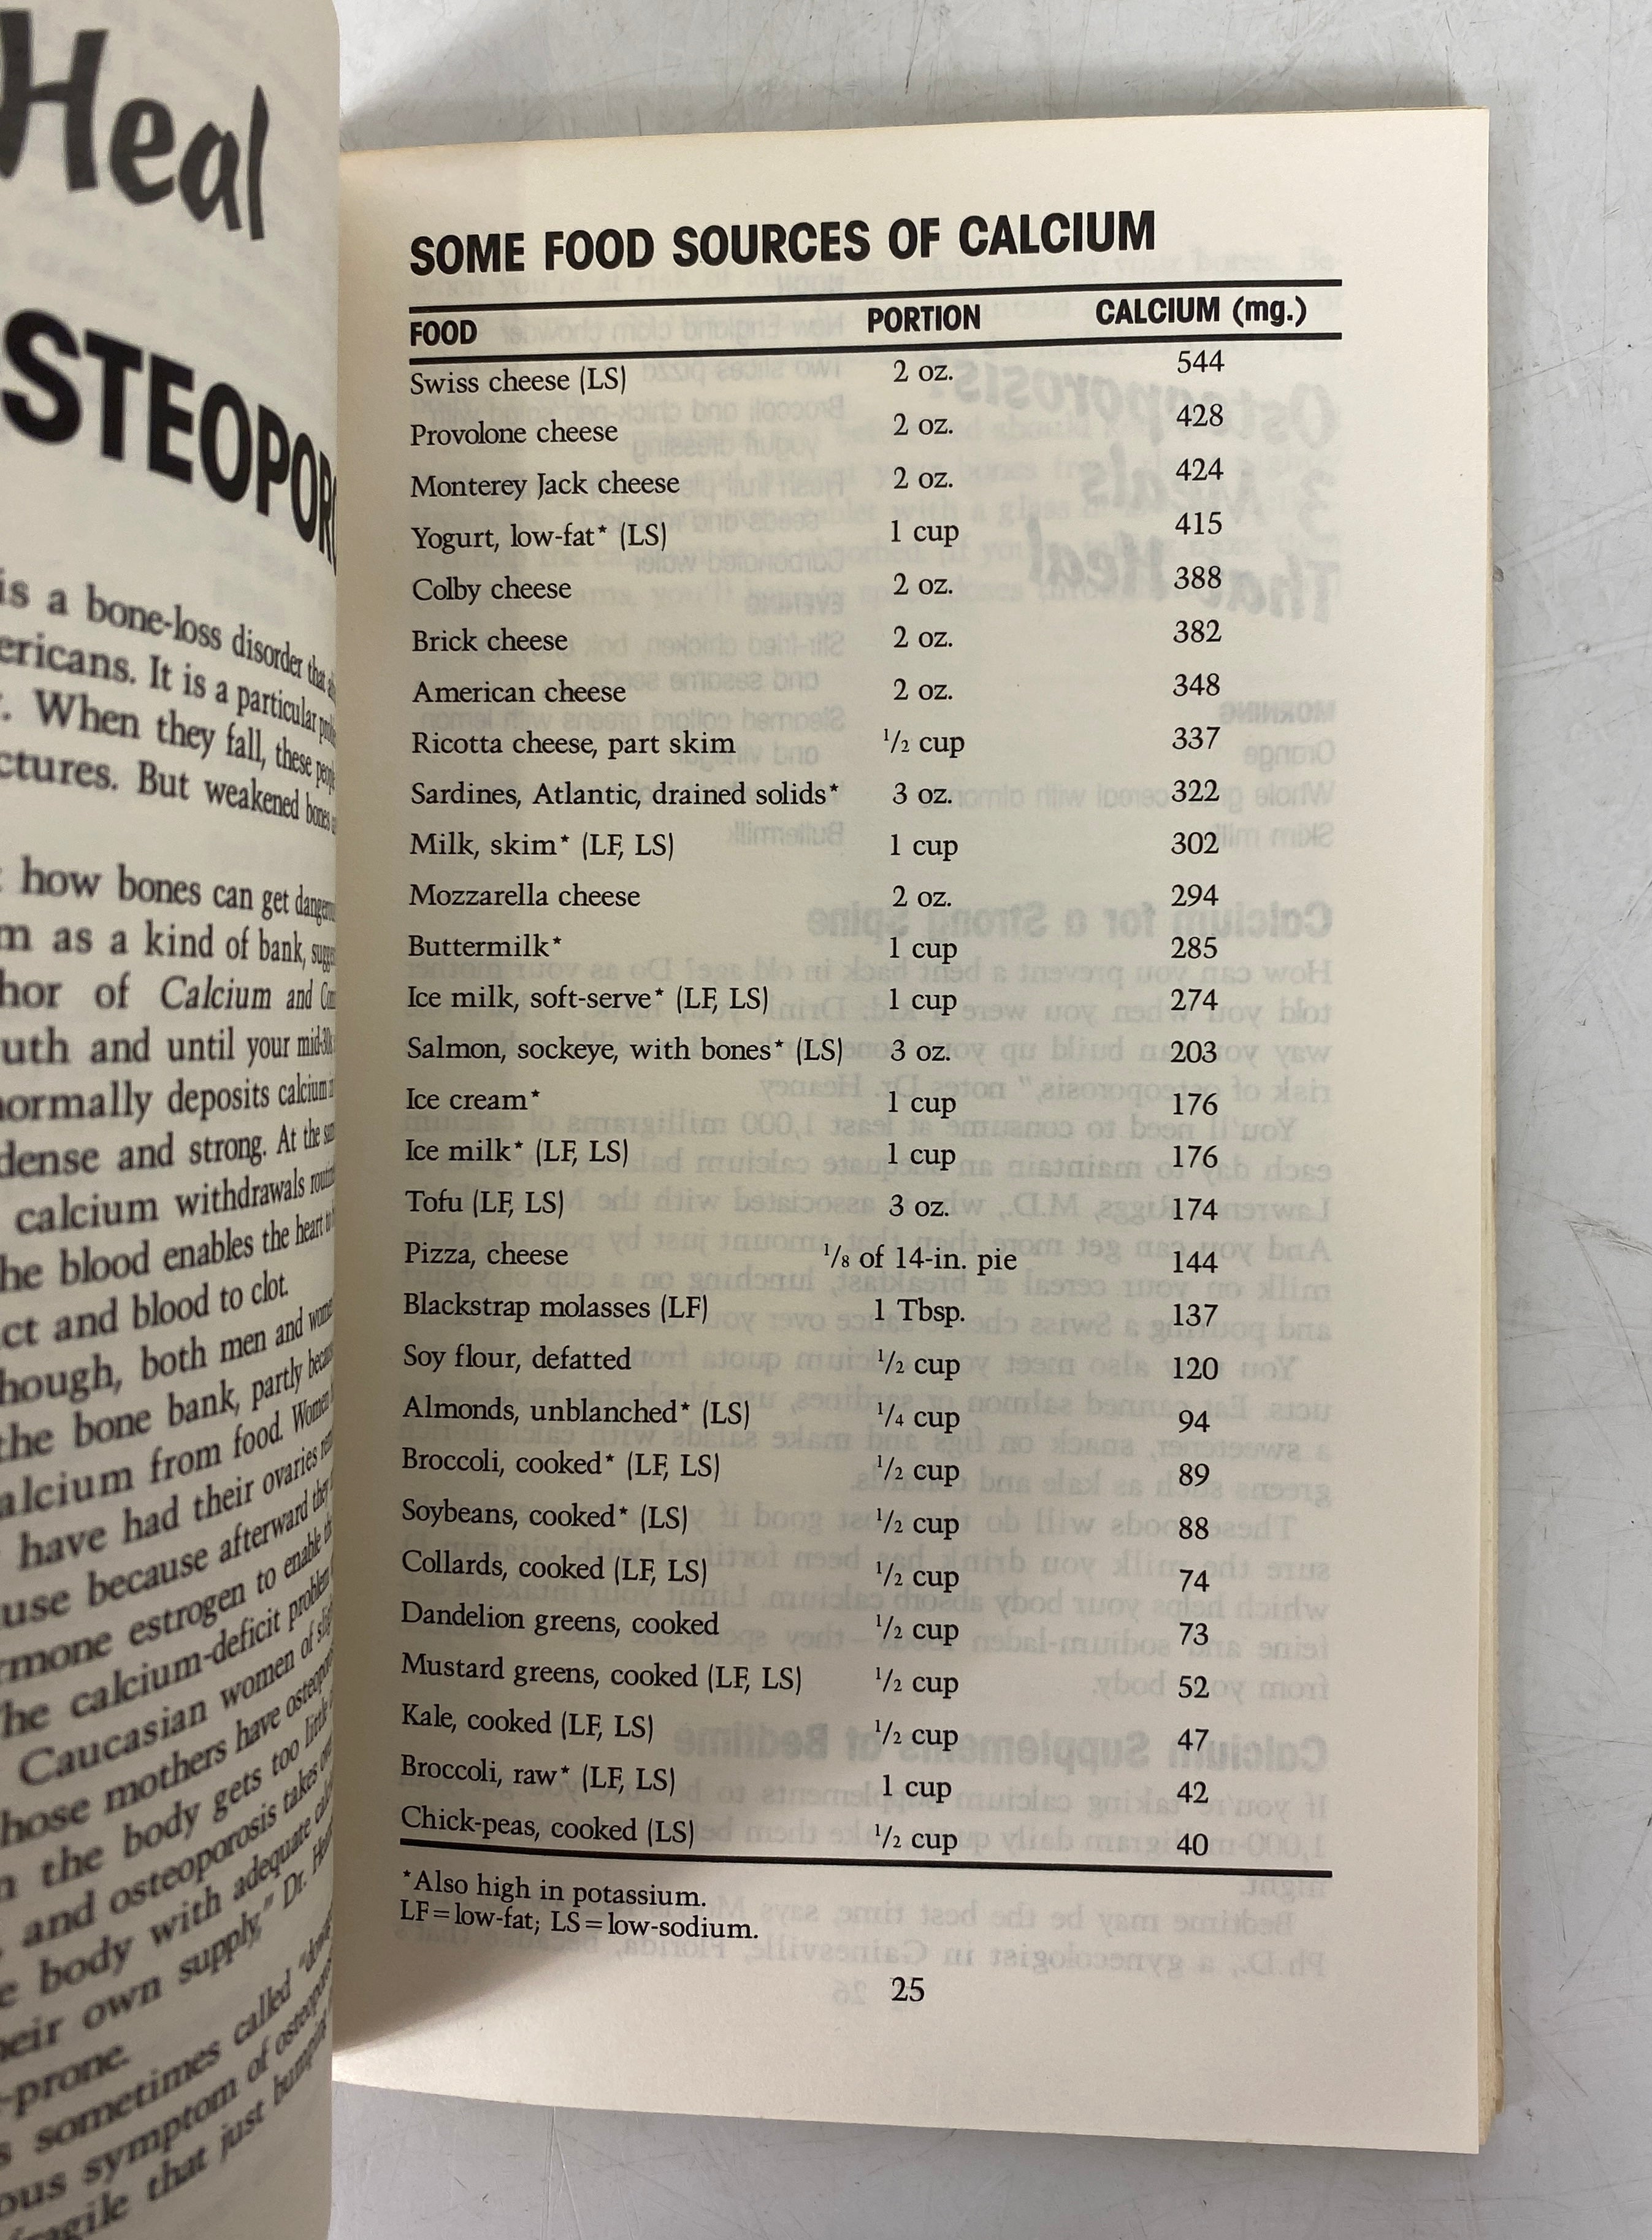 Heal
is a bone-loss disorder that
ericans. It is a particular
. When they fall, these
ctures. But weakened bones
how bones can get
m as a kind of bank,
hor of Calcium and
uth and until your mid-30s
normally deposits calcium
dense and strong. At the
calcium withdrawals
he blood enables the heart
ct and blood to clot.
hough, both men and
the bone bank, partly
alcium from food. Women
have had their ovaries
use because afterward they
rmone estrogen to enable
he calcium-deficit problem
Caucasian women of
hose mothers have
n the body gets too little
, and osteoporosis takes
e body with adequate
heir own supply," Dr.
-prone.
s sometimes called
ous symptom of
fragile that just
SOME FOOD SOURCES OF CALCIUM
FOOD PORTION CALCIUM (mg.)
Swiss cheese (LS) 2 oz. 544
Provolone cheese 2 oz. 428
Monterey Jack cheese 2 oz. 424
Yogurt, low-fat* (LS) 1 cup 415
Colby cheese 2 oz. 388
Brick cheese 2 oz. 382
American cheese 2 oz. 348
Ricotta cheese, part skim 1/2 cup 337
Sardines, Atlantic, drained solids* 3 oz. 322
Milk, skim* (LF, LS) 1 cup 302
Mozzarella cheese 2 oz. 294
Buttermilk* 1 cup 285
Ice milk, soft-serve* (LF, LS) 1 cup 274
Salmon, sockeye, with bones* (LS) 3 oz. 203
Ice cream* 1 cup 176
Ice milk* (LF, LS) 1 cup 176
Tofu (LF, LS) 3 oz. 174
Pizza, cheese 1/8 of 14-in. pie 144
Blackstrap molasses (LF) 1 Tbsp. 137
Soy flour, defatted 1/2 cup 120
Almonds, unblanched* (LS) 1/4 cup 94
Broccoli, cooked* (LF, LS) 1/2 cup 89
Soybeans, cooked* (LS) 1/2 cup 88
Collards, cooked (LF, LS) 1/2 cup 74
Dandelion greens, cooked 1/2 cup 73
Mustard greens, cooked (LF, LS) 1/2 cup 52
Kale, cooked (LF, LS) 1/2 cup 47
Broccoli, raw* (LF, LS) 1 cup 42
Chick-peas, cooked (LS) 1/2 cup 40
*Also high in potassium.
LF=low-fat; LS=low-sodium.
25